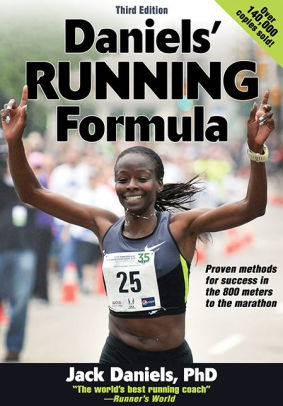 Third Edition
Over
140,000
copies sold!
Daniels'
RUNNING
Formula
25
Proven methods
for success in
the 800 meters
to the marathon
Jack Daniels, PhD
"The world's best running coach"
—Runner's World